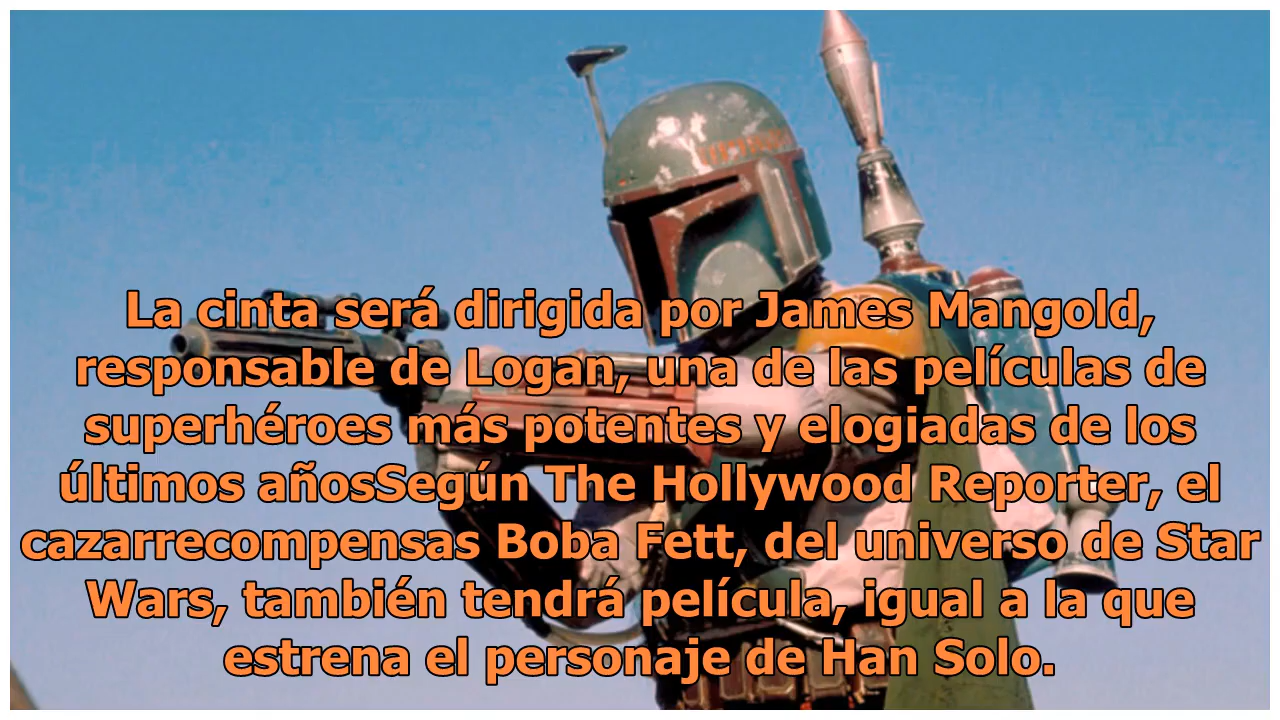 La cinta será dirigida por James Mangold,
responsable de Logan, una de las películas de
superhéroes más potentes y elogiadas de los
últimos añosSegún The Hollywood Reporter, el
cazarrecompensas Boba Fett, del universo de Star
Wars, también tendrá película, igual a la que
estrena el personaje de Han Solo.